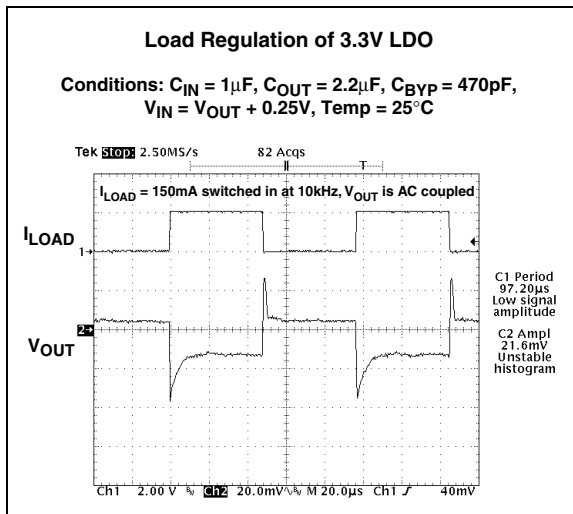 Load Regulation of 3.3V LDO
Conditions: CIN = 1μF, COUT = 2.2μF, CBYP = 470pF,
VIN = VOUT + 0.25V, Temp = 25°C
Tek Stop: 2.50MS/s 82 Acqs
T
ILOAD = 150mA switched in at 10kHz, VOUT is AC coupled
ILOAD
1→
C1 Period
97.20μs
Low signal
amplitude
2→
VOUT
C2 Ampl
21.6mV
Unstable
histogram
Ch1 2.00 V BW Ch2 20.0mV∿BW M 20.0μs Ch1 ƒ 40mV